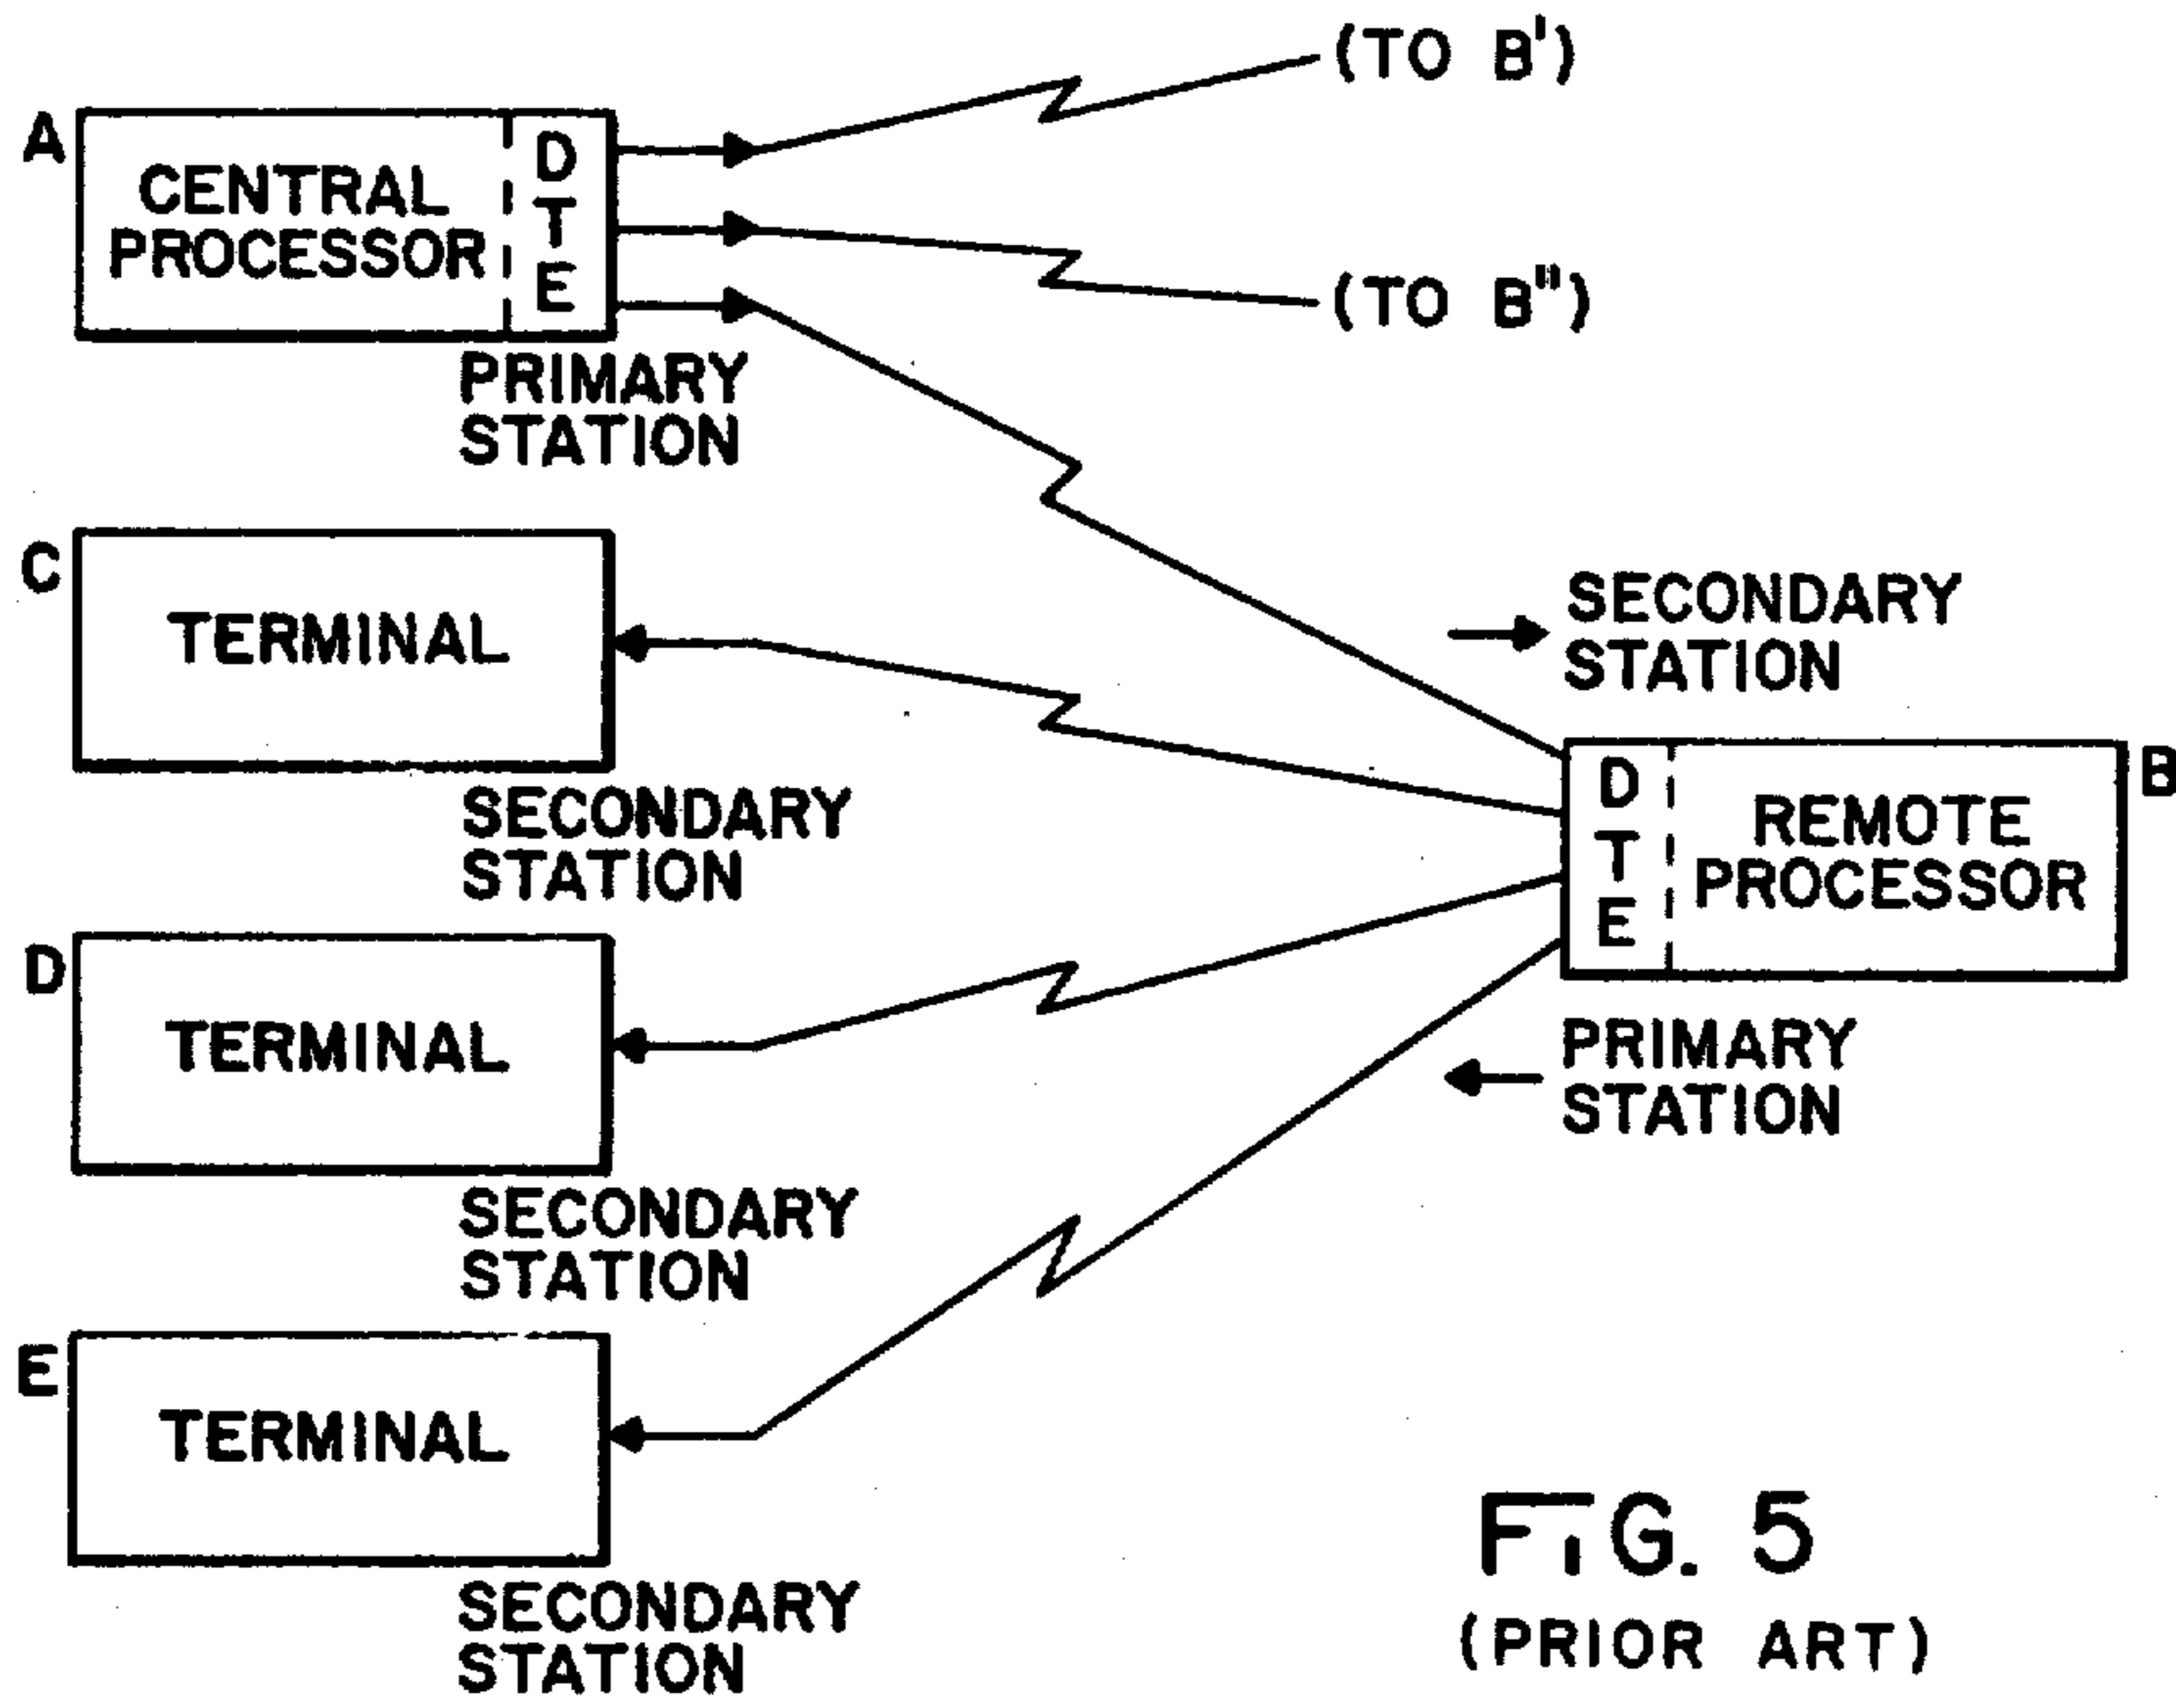 (TO B')
A
CENTRAL
PROCESSOR
D
T
E
(TO B")
PRIMARY
STATION
C
TERMINAL
SECONDARY
STATION
SECONDARY
STATION
D
T
E
REMOTE
PROCESSOR
B
D
TERMINAL
PRIMARY
STATION
SECONDARY
STATION
E
TERMINAL
SECONDARY
STATION
FIG. 5
(PRIOR ART)